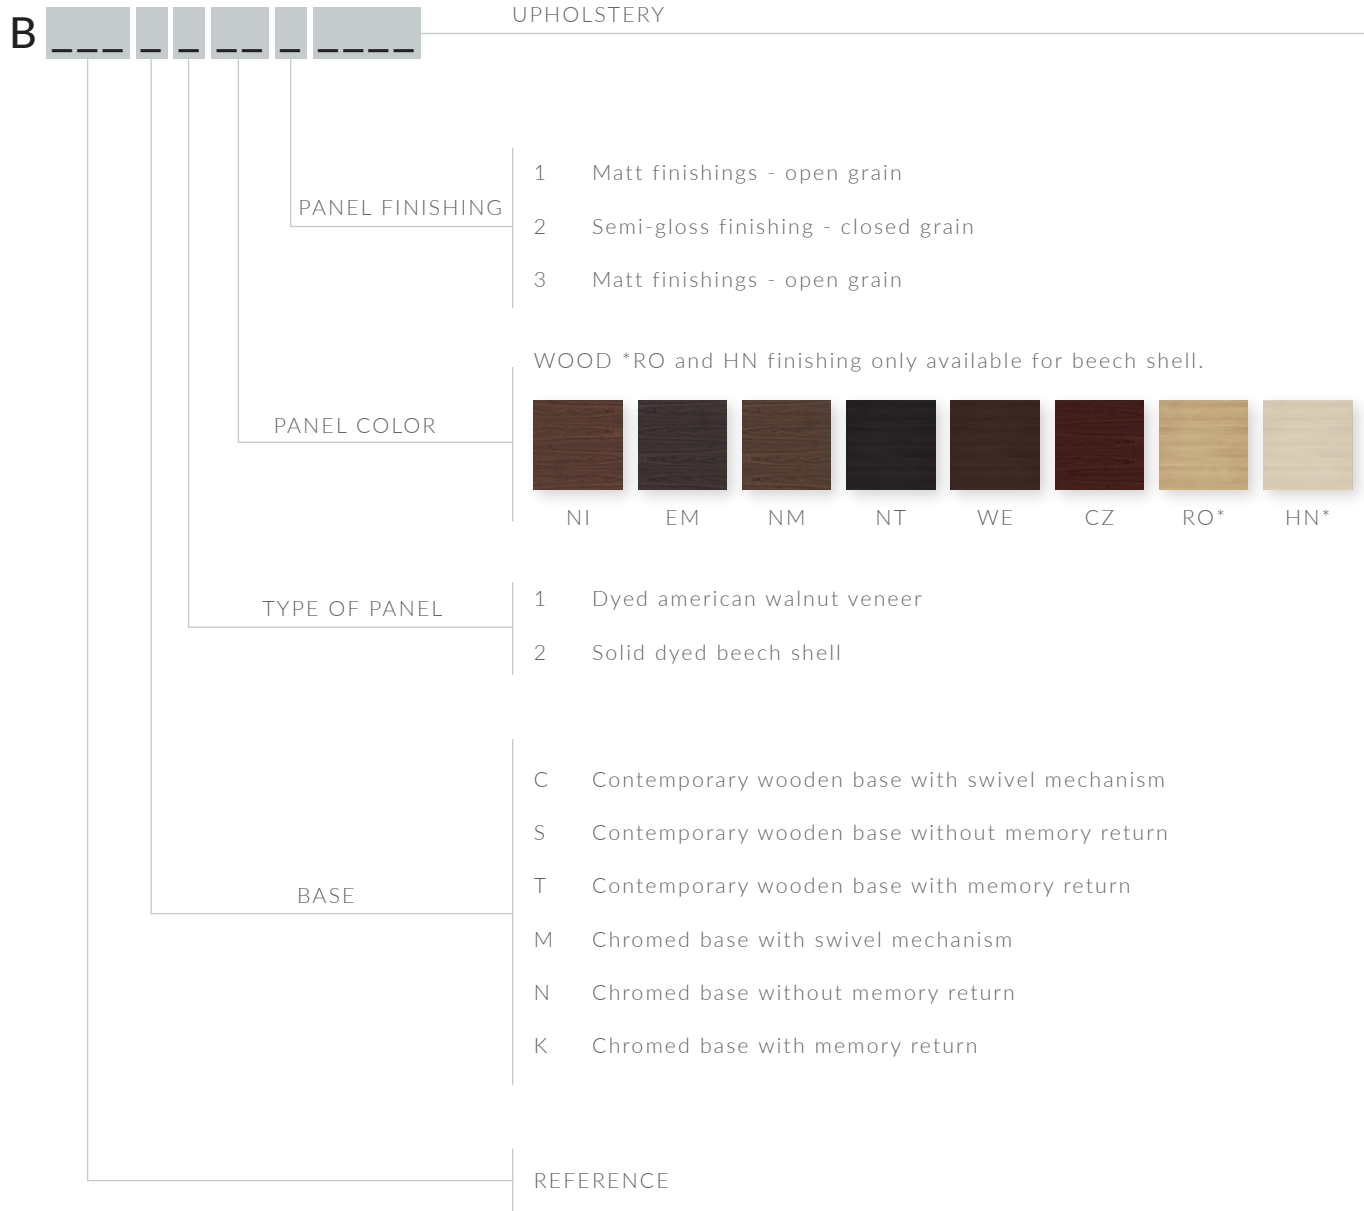 UPHOLSTERY
B ___ _ _ __ _ ____
PANEL FINISHING
1 Matt finishings - open grain
2 Semi-gloss finishing - closed grain
3 Matt finishings - open grain
WOOD *RO and HN finishing only available for beech shell.
PANEL COLOR
NI EM NM NT WE CZ RO* HN*
TYPE OF PANEL
1 Dyed american walnut veneer
2 Solid dyed beech shell
BASE
C Contemporary wooden base with swivel mechanism
S Contemporary wooden base without memory return
T Contemporary wooden base with memory return
M Chromed base with swivel mechanism
N Chromed base without memory return
K Chromed base with memory return
REFERENCE